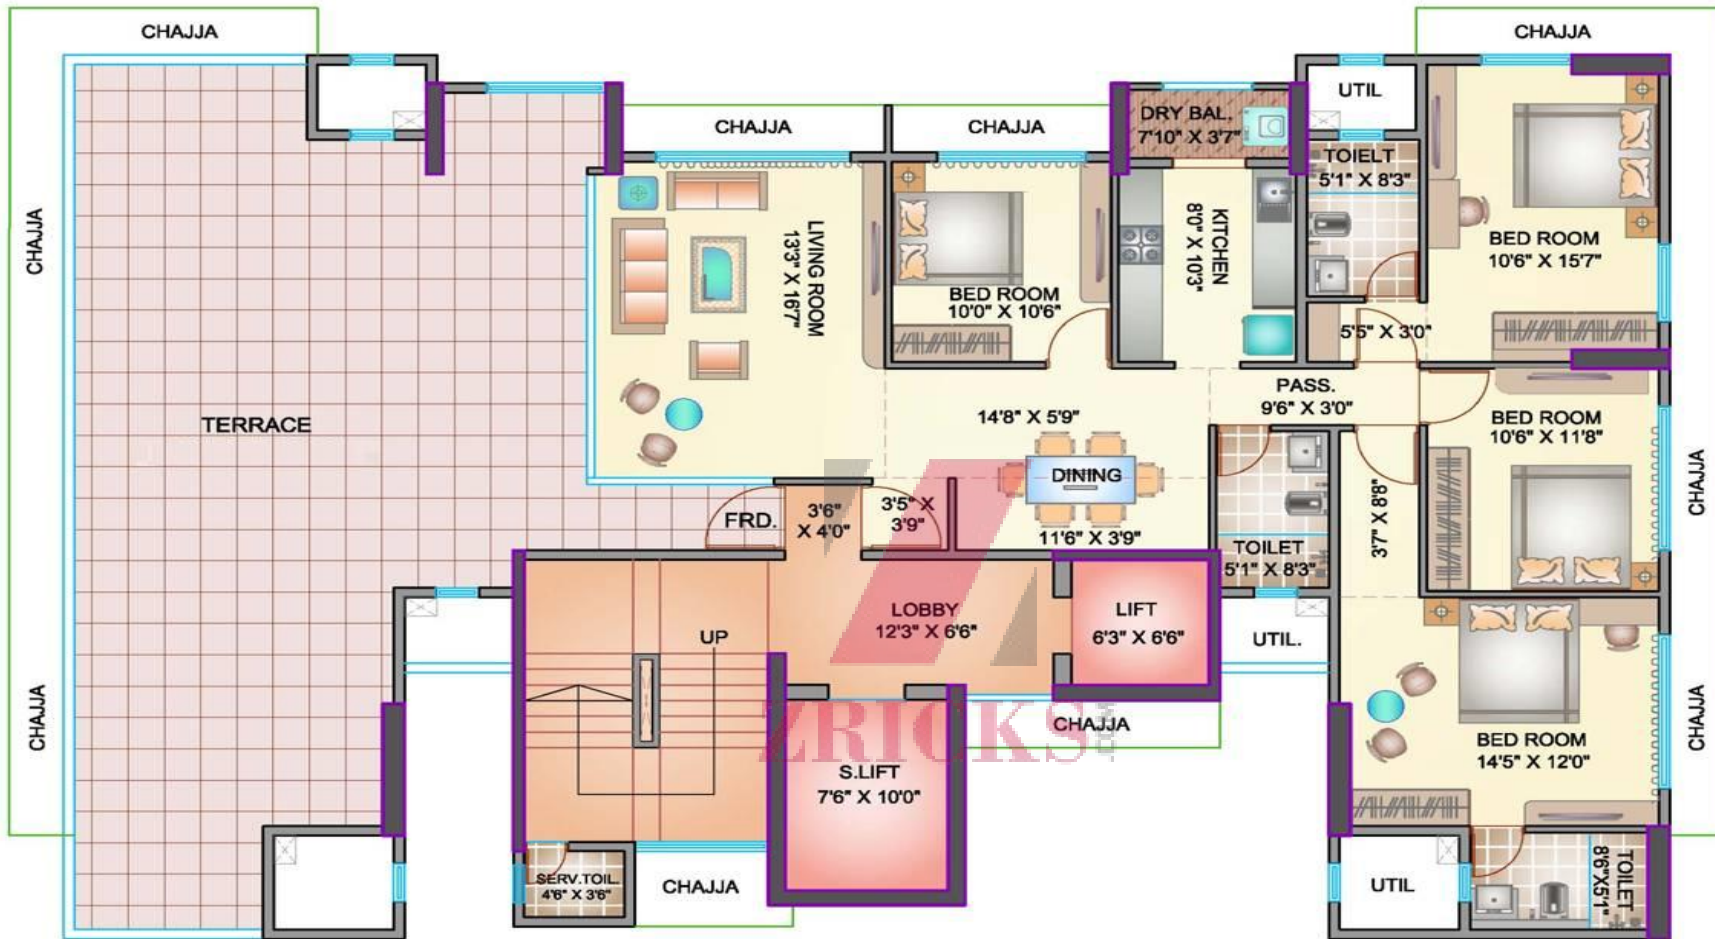 CHAJJA
CHAJJA
UTIL
DRY BAL.
7'10" X 3'7"
CHAJJA
CHAJJA
TOIELT
5'1" X 8'3"
CHAJJA
LIVING ROOM
13'3" X 16'7"
KITCHEN
8'0" X 10'3"
BED ROOM
10'6" X 15'7"
BED ROOM
10'0" X 10'6"
5'5" X 3'0"
PASS.
9'6" X 3'0"
TERRACE
14'8" X 5'9"
BED ROOM
10'6" X 11'8"
DINING
CHAJJA
3'7" X 8'8"
FRD.
3'6"
X 4'0"
3'5" X
3'9"
11'6" X 3'9"
TOILET
5'1" X 8'3"
LOBBY
12'3" X 6'6"
LIFT
6'3" X 6'6"
UP
UTIL.
CHAJJA
CHAJJA
CHAJJA
ZRICKS
.COM
BED ROOM
14'5" X 12'0"
S.LIFT
7'6" X 10'0"
SERV.TOIL.
4'6" X 3'6"
CHAJJA
UTIL
TOILET
8'6"X5'1"